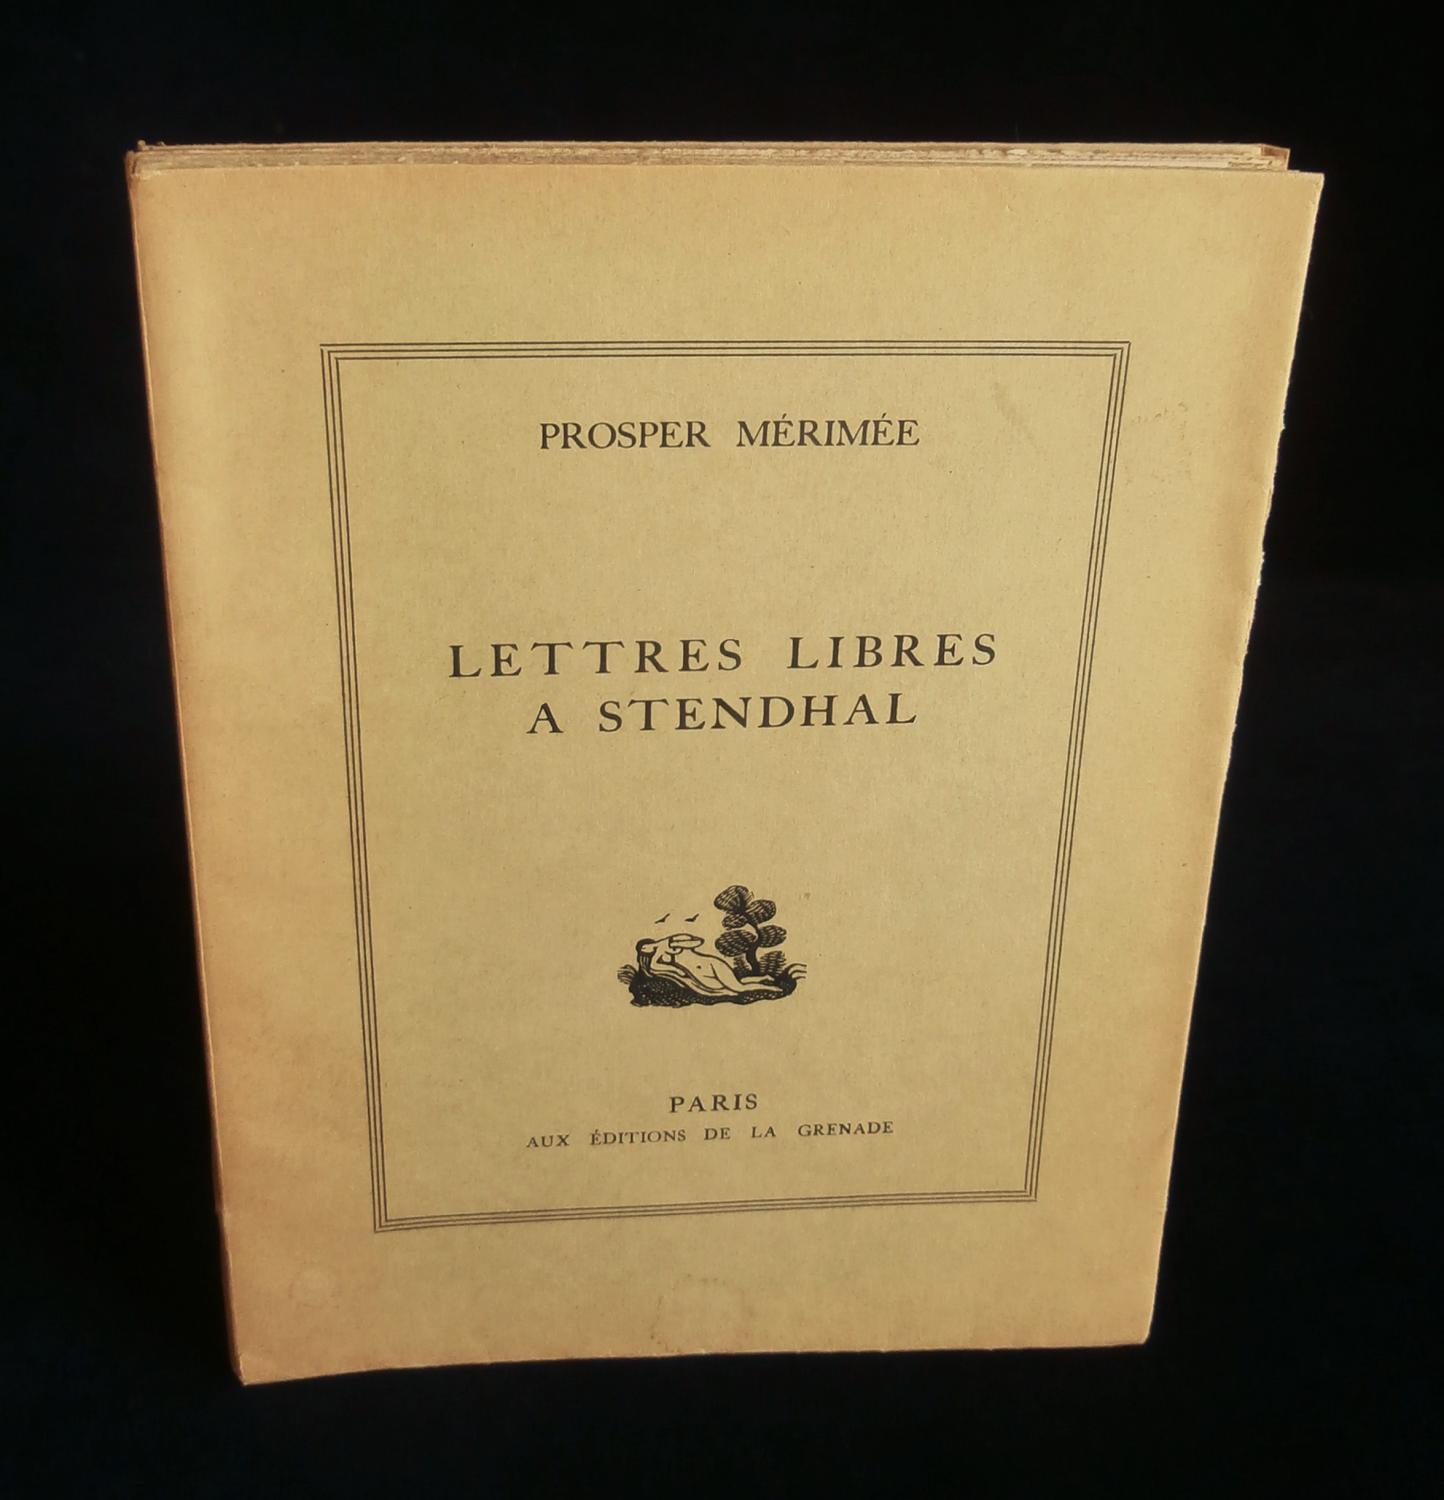 PROSPER MÉRIMÉE
LETTRES LIBRES
A STENDHAL
PARIS
AUX ÉDITIONS DE LA GRENADE